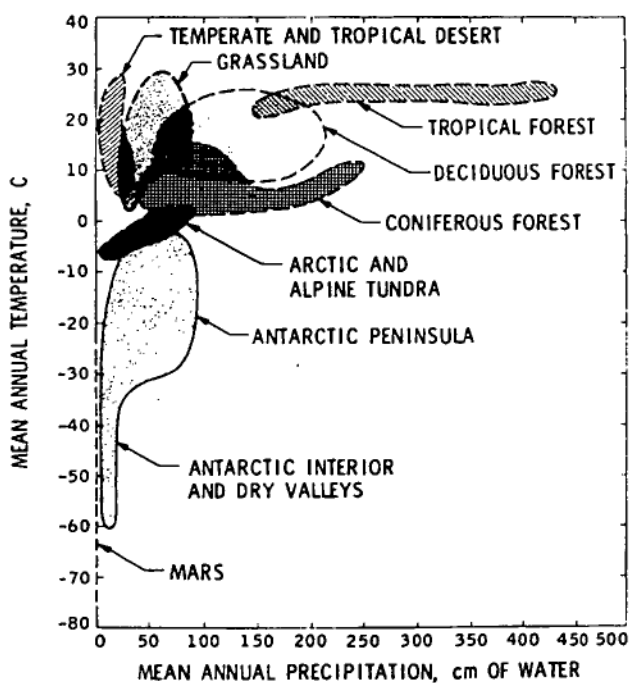 40
TEMPERATE AND TROPICAL DESERT
GRASSLAND
30
20
TROPICAL FOREST
DECIDUOUS FOREST
10
CONIFEROUS FOREST
0
ARCTIC AND
ALPINE TUNDRA
-10
MEAN ANNUAL TEMPERATURE, C
-20
ANTARCTIC PENINSULA
-30
-40
ANTARCTIC INTERIOR
AND DRY VALLEYS
-50
-60
MARS
-70
-80
0 50 100 150 200 250 300 350 400 450 500
MEAN ANNUAL PRECIPITATION, cm OF WATER